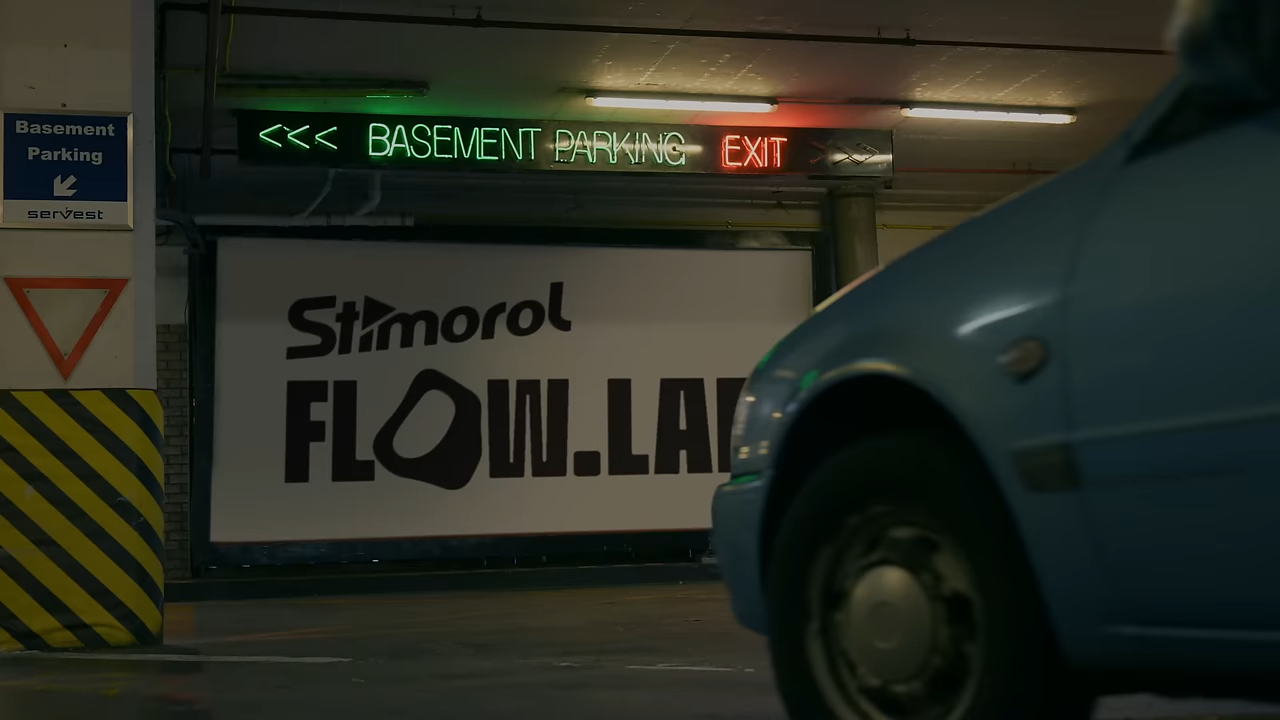 Basement
Parking
servest
<<< BASEMENT PARKING EXIT
Stimorol
FLOW.LA